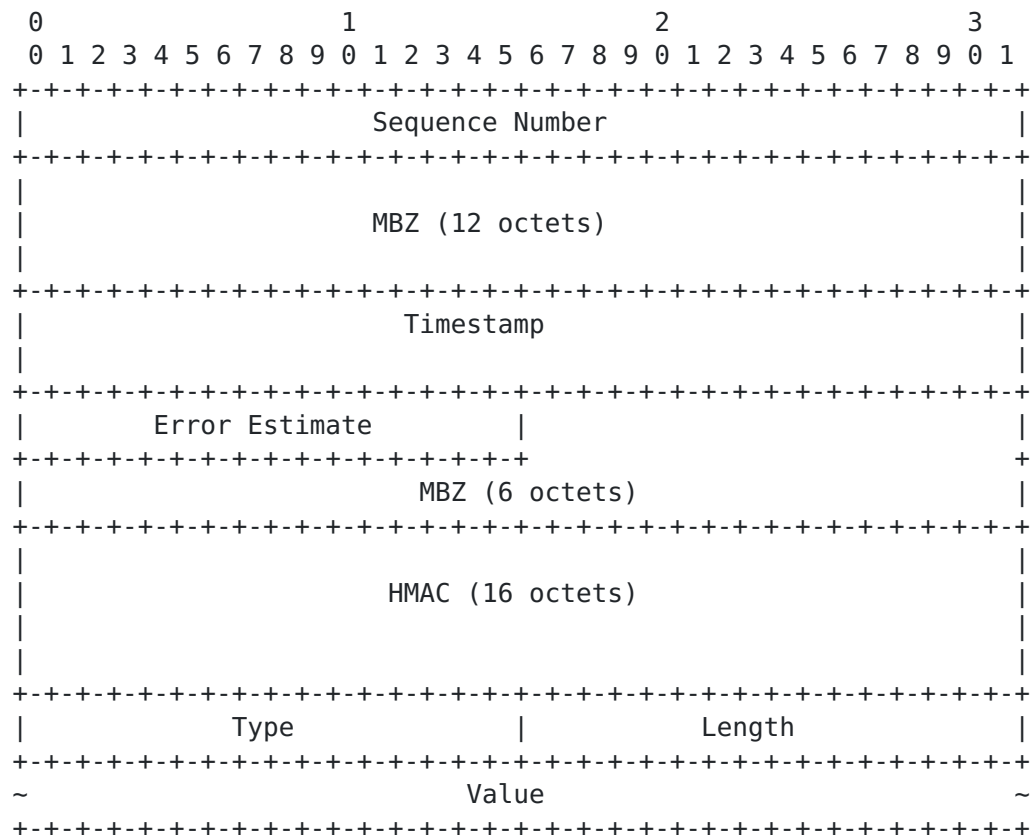 0                   1                   2                   3
 0 1 2 3 4 5 6 7 8 9 0 1 2 3 4 5 6 7 8 9 0 1 2 3 4 5 6 7 8 9 0 1
+-+-+-+-+-+-+-+-+-+-+-+-+-+-+-+-+-+-+-+-+-+-+-+-+-+-+-+-+-+-+-+-+
|                      Sequence Number                          |
+-+-+-+-+-+-+-+-+-+-+-+-+-+-+-+-+-+-+-+-+-+-+-+-+-+-+-+-+-+-+-+-+
|                                                               |
|                      MBZ (12 octets)                          |
|                                                               |
+-+-+-+-+-+-+-+-+-+-+-+-+-+-+-+-+-+-+-+-+-+-+-+-+-+-+-+-+-+-+-+-+
|                        Timestamp                              |
|                                                               |
+-+-+-+-+-+-+-+-+-+-+-+-+-+-+-+-+-+-+-+-+-+-+-+-+-+-+-+-+-+-+-+-+
|        Error Estimate         |                               |
+-+-+-+-+-+-+-+-+-+-+-+-+-+-+-+-+                               +
|                         MBZ (6 octets)                        |
+-+-+-+-+-+-+-+-+-+-+-+-+-+-+-+-+-+-+-+-+-+-+-+-+-+-+-+-+-+-+-+-+
|                                                               |
|                       HMAC (16 octets)                        |
|                                                               |
|                                                               |
+-+-+-+-+-+-+-+-+-+-+-+-+-+-+-+-+-+-+-+-+-+-+-+-+-+-+-+-+-+-+-+-+
|             Type              |           Length              |
+-+-+-+-+-+-+-+-+-+-+-+-+-+-+-+-+-+-+-+-+-+-+-+-+-+-+-+-+-+-+-+-+
~                            Value                              ~
+-+-+-+-+-+-+-+-+-+-+-+-+-+-+-+-+-+-+-+-+-+-+-+-+-+-+-+-+-+-+-+-+